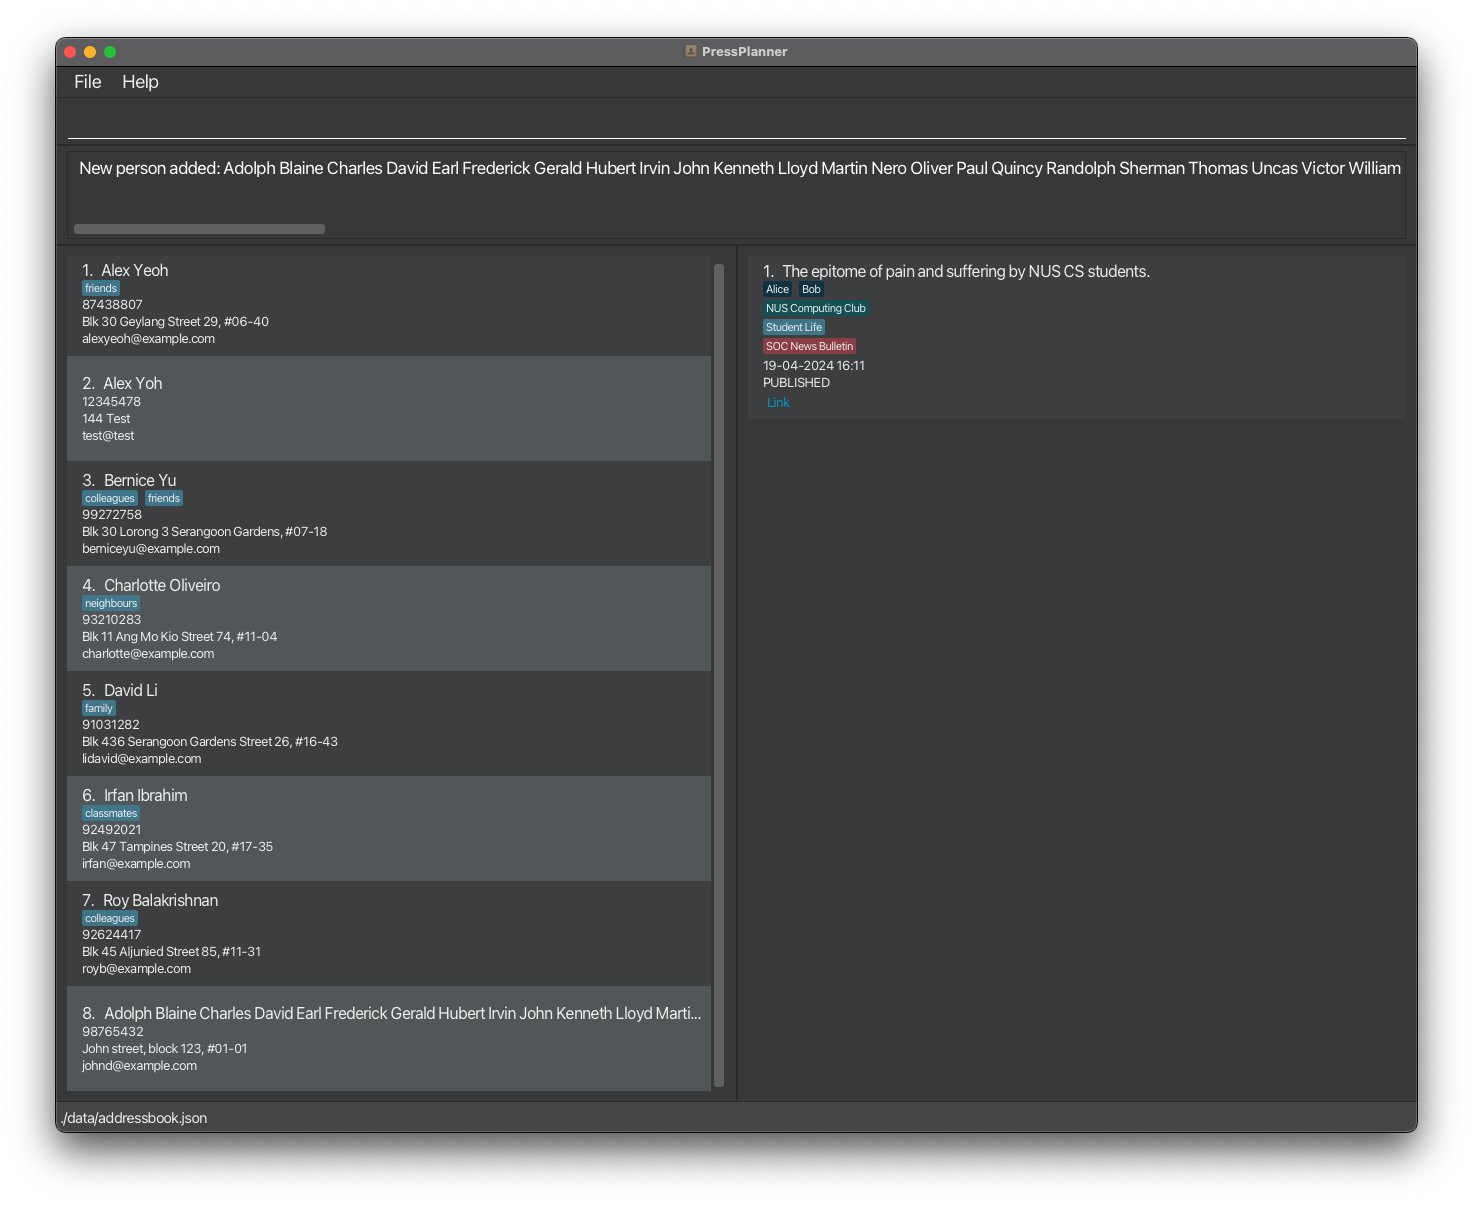 PressPlanner
File Help
New person added: Adolph Blaine Charles David Earl Frederick Gerald Hubert Irvin John Kenneth Lloyd Martin Nero Oliver Paul Quincy Randolph Sherman Thomas Uncas Victor William
1. Alex Yeoh
friends
87438807
Blk 30 Geylang Street 29, #06-40
alexyeoh@example.com
2. Alex Yoh
12345478
144 Test
test@test
3. Bernice Yu
colleagues friends
99272758
Blk 30 Lorong 3 Serangoon Gardens, #07-18
berniceyu@example.com
4. Charlotte Oliveiro
neighbours
93210283
Blk 11 Ang Mo Kio Street 74, #11-04
charlotte@example.com
5. David Li
family
91031282
Blk 436 Serangoon Gardens Street 26, #16-43
lidavid@example.com
6. Irfan Ibrahim
classmates
92492021
Blk 47 Tampines Street 20, #17-35
irfan@example.com
7. Roy Balakrishnan
colleagues
92624417
Blk 45 Aljunied Street 85, #11-31
royb@example.com
8. Adolph Blaine Charles David Earl Frederick Gerald Hubert Irvin John Kenneth Lloyd Marti...
98765432
John street, block 123, #01-01
johnd@example.com
1. The epitome of pain and suffering by NUS CS students.
Alice Bob
NUS Computing Club
Student Life
SOC News Bulletin
19-04-2024 16:11
PUBLISHED
Link
./data/addressbook.json